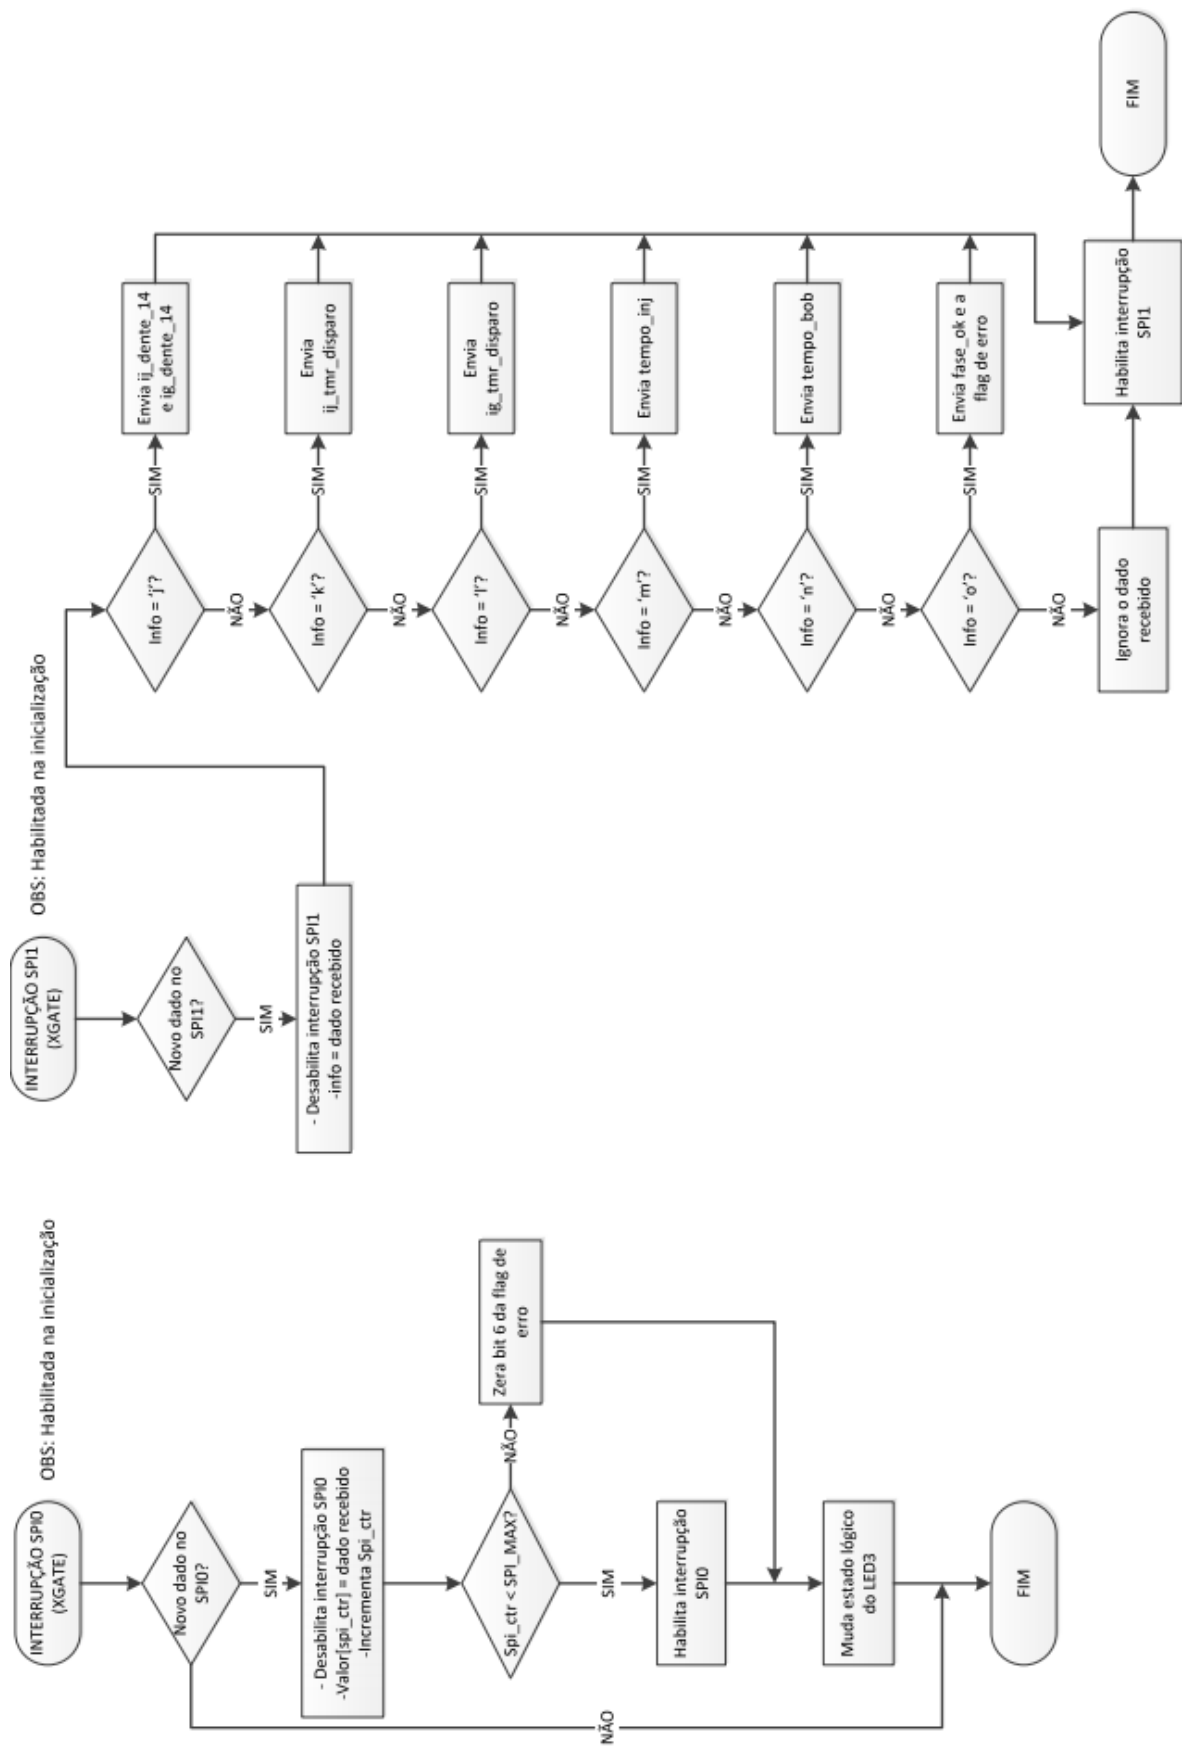 INTERRUPÇÃO SPI0
(XGATE)
OBS: Habilitada na inicialização
Novo dado no
SPI0?
SIM
NÃO
- Desabilita interrupção SPI0
-Valor[spi_ctr] = dado recebido
-Incrementa Spi_ctr
Spi_ctr < SPI_MAX?
NÃO
Zera bit 6 da flag de
erro
SIM
Habilita interrupção
SPI0
Muda estado lógico
do LED3
FIM
INTERRUPÇÃO SPI1
(XGATE)
OBS: Habilitada na inicialização
Novo dado no
SPI1?
SIM
- Desabilita interrupção SPI1
-info = dado recebido
Info = 'j'?
SIM
Envia ij_dente_14
e ig_dente_14
NÃO
Info = 'k'?
SIM
Envia
ij_tmr_disparo
NÃO
Info = 'l'?
SIM
Envia
ig_tmr_disparo
NÃO
Info = 'm'?
SIM
Envia tempo_inj
NÃO
Info = 'n'?
SIM
Envia tempo_bob
NÃO
Info = 'o'?
SIM
Envia fase_ok e a
flag de erro
NÃO
Ignora o dado
recebido
Habilita interrupção
SPI1
FIM